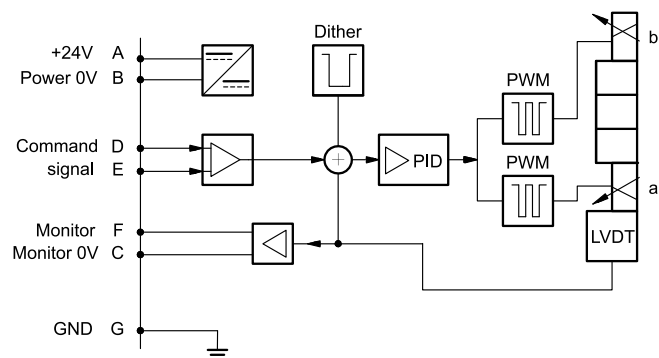 Dither
+24V A
Power 0V B
b
PWM
Command D
signal E
+
PID
PWM
a
Monitor F
Monitor 0V C
LVDT
GND G